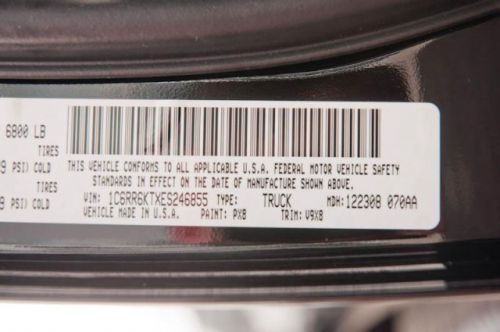 6800 LB
TIRES
PSI) COLD
THIS VEHICLE CONFORMS TO ALL APPLICABLE U.S.A. FEDERAL MOTOR VEHICLE SAFETY
TIRES
STANDARDS IN EFFECT ON THE DATE OF MANUFACTURE SHOWN ABOVE.
9 PSI) COLD
VIN: 1C6RR6KTXES246855 TYPE: TRUCK MDH: 122308 070AA
VEHICLE MADE IN U.S.A. PAINT: PX8 TRIM: V9X8